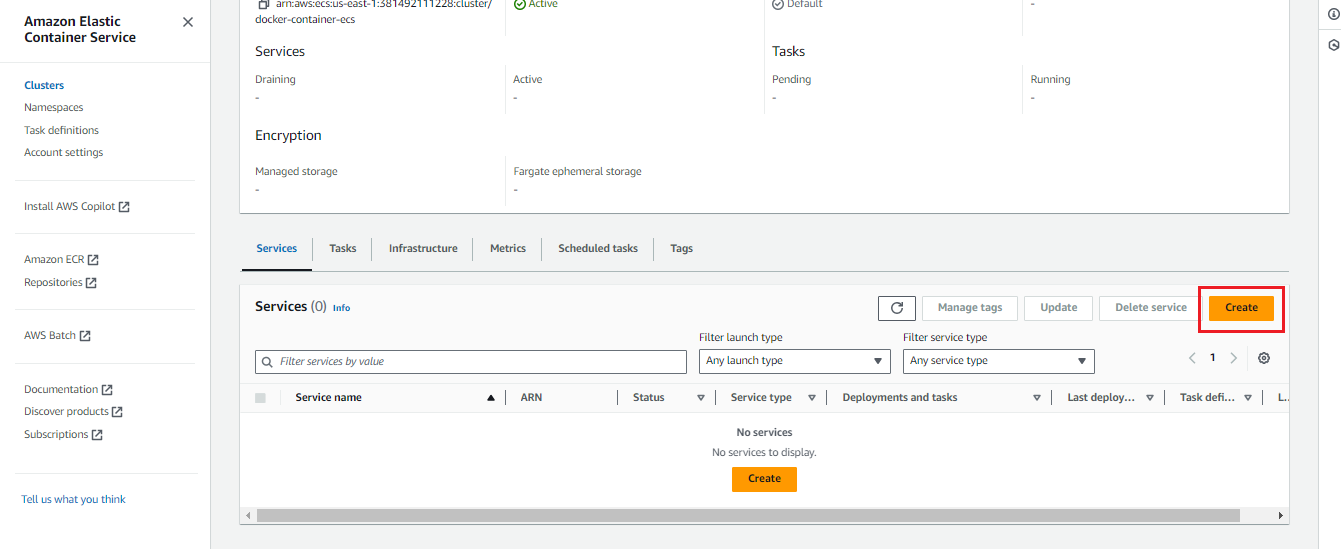 Amazon Elastic
Container Service
Clusters
Namespaces
Task definitions
Account settings
Install AWS Copilot
Amazon ECR
Repositories
AWS Batch
Documentation
Discover products
Subscriptions
Tell us what you think
arn:aws:ecs:us-east-1:381492111228:cluster/
docker-container-ecs
Active
Default
-
Services
Tasks
Draining
Active
Pending
Running
-
-
-
-
Encryption
Managed storage
Fargate ephemeral storage
-
-
Services
Tasks
Infrastructure
Metrics
Scheduled tasks
Tags
Services (0) Info
Manage tags
Update
Delete service
Create
Filter launch type
Filter service type
Filter services by value
Any launch type
Any service type
1
Service name
ARN
Status
Service type
Deployments and tasks
Last deploy...
Task defi...
L...
No services
No services to display.
Create